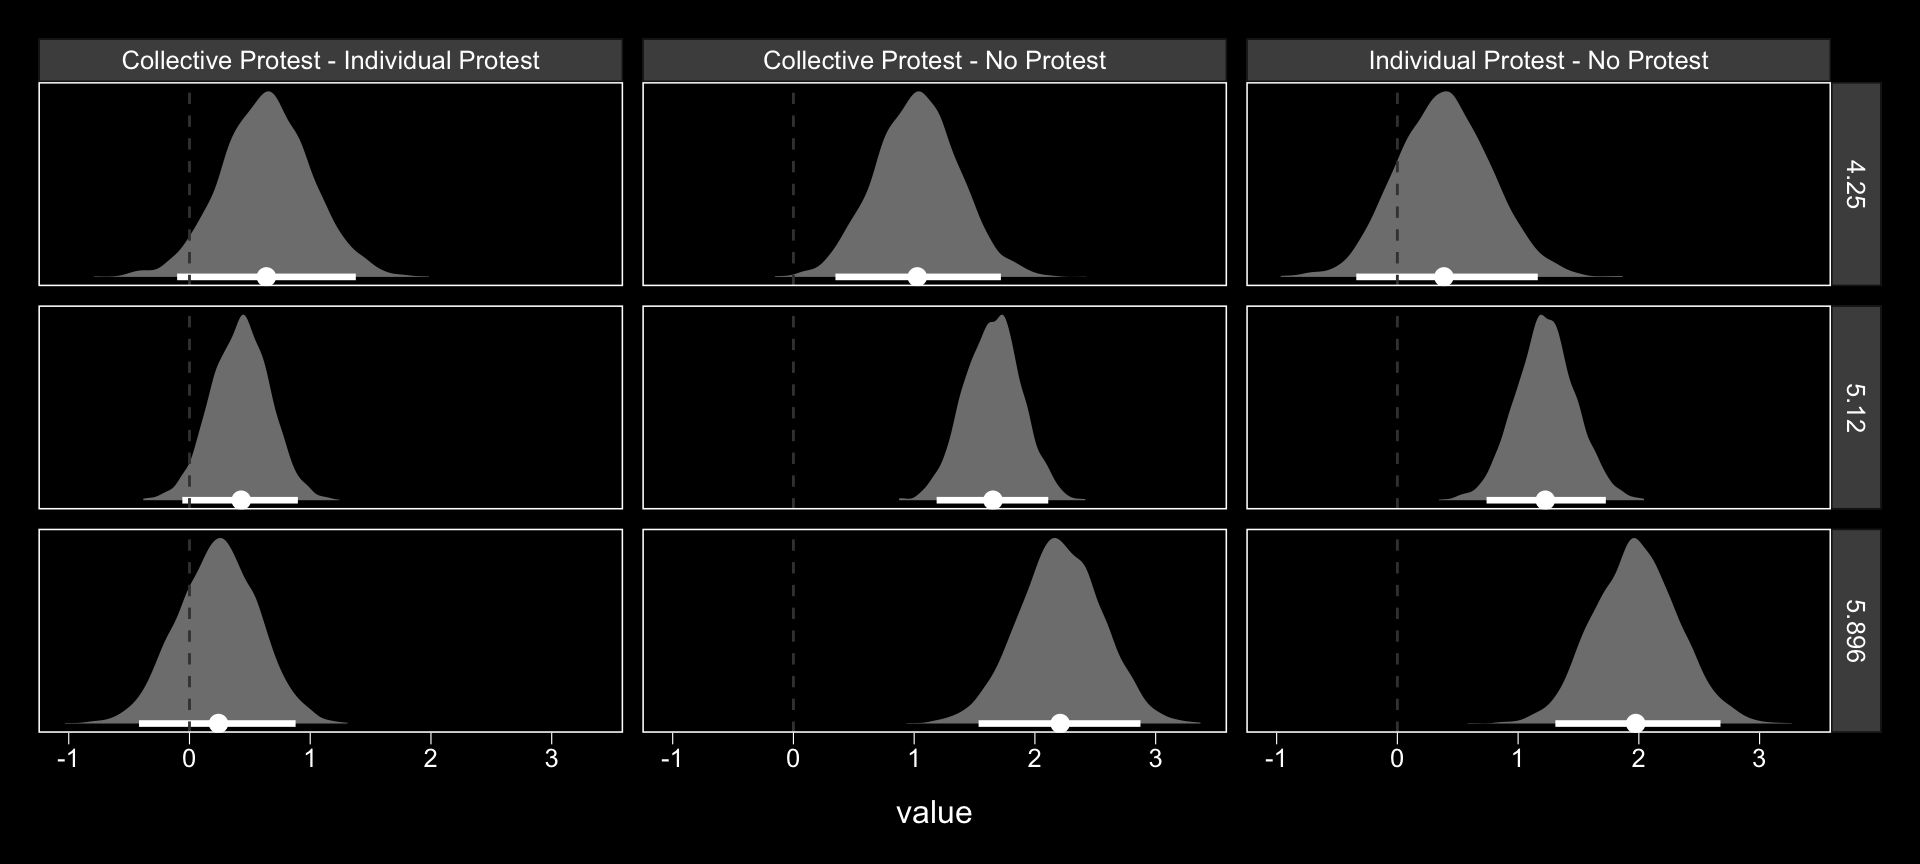 Collective Protest - Individual Protest
Collective Protest - No Protest
Individual Protest - No Protest
4.25
5.12
5.896
-1 0 1 2 3
-1 0 1 2 3
-1 0 1 2 3
value